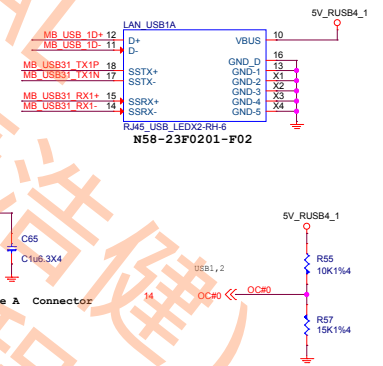 5V_RUSB4_1
LAN_USB1A
MB_USB_1D+ 12 D+ VBUS 10
MB_USB_1D- 11 D-
GND_D 16
MB_USB31_TX1P 18 SSTX+ GND-1 13
MB_USB31_TX1N 17 SSTX- GND-2 X1
GND-3 X2
MB_USB31_RX1+ 15 SSRX+ GND-4 X3
MB_USB31_RX1- 14 SSRX- GND-5 X4
RJ45_USB_LEDX2-RH-6
N58-23F0201-F02
5V_RUSB4_1
C65
C1u6.3X4
R55
10K1%4
USB1,2
e A Connector
14 OC#0 OC#0
R57
15K1%4
浩健)